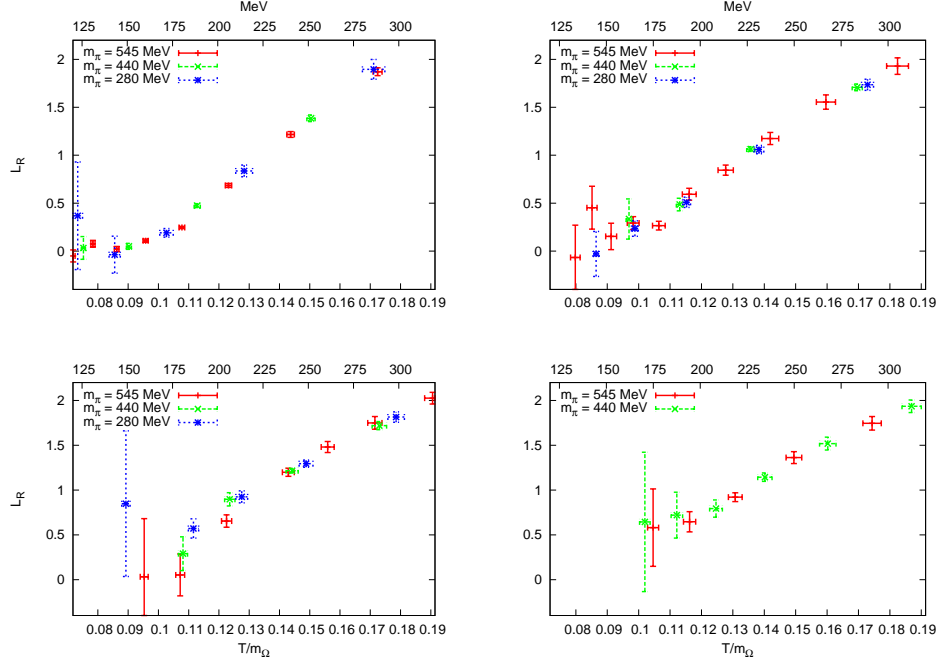 MeV
125 150 175 200 225 250 275 300
m_π = 545 MeV
m_π = 440 MeV
m_π = 280 MeV
L_R
2
1.5
1
0.5
0
0.08 0.09 0.1 0.11 0.12 0.13 0.14 0.15 0.16 0.17 0.18 0.19
MeV
125 150 175 200 225 250 275 300
m_π = 545 MeV
m_π = 440 MeV
m_π = 280 MeV
2
1.5
1
0.5
0
0.08 0.09 0.1 0.11 0.12 0.13 0.14 0.15 0.16 0.17 0.18 0.19
125 150 175 200 225 250 275 300
m_π = 545 MeV
m_π = 440 MeV
m_π = 280 MeV
L_R
2
1.5
1
0.5
0
0.08 0.09 0.1 0.11 0.12 0.13 0.14 0.15 0.16 0.17 0.18 0.19
T/m_Ω
125 150 175 200 225 250 275 300
m_π = 545 MeV
m_π = 440 MeV
2
1.5
1
0.5
0
0.08 0.09 0.1 0.11 0.12 0.13 0.14 0.15 0.16 0.17 0.18 0.19
T/m_Ω